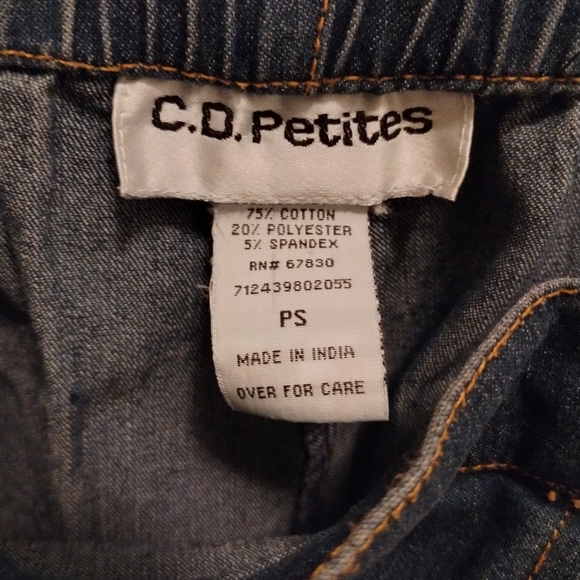 C.D. Petites
75% COTTON
20% POLYESTER
5% SPANDEX
RN# 67830
712439802055
PS
MADE IN INDIA
OVER FOR CARE